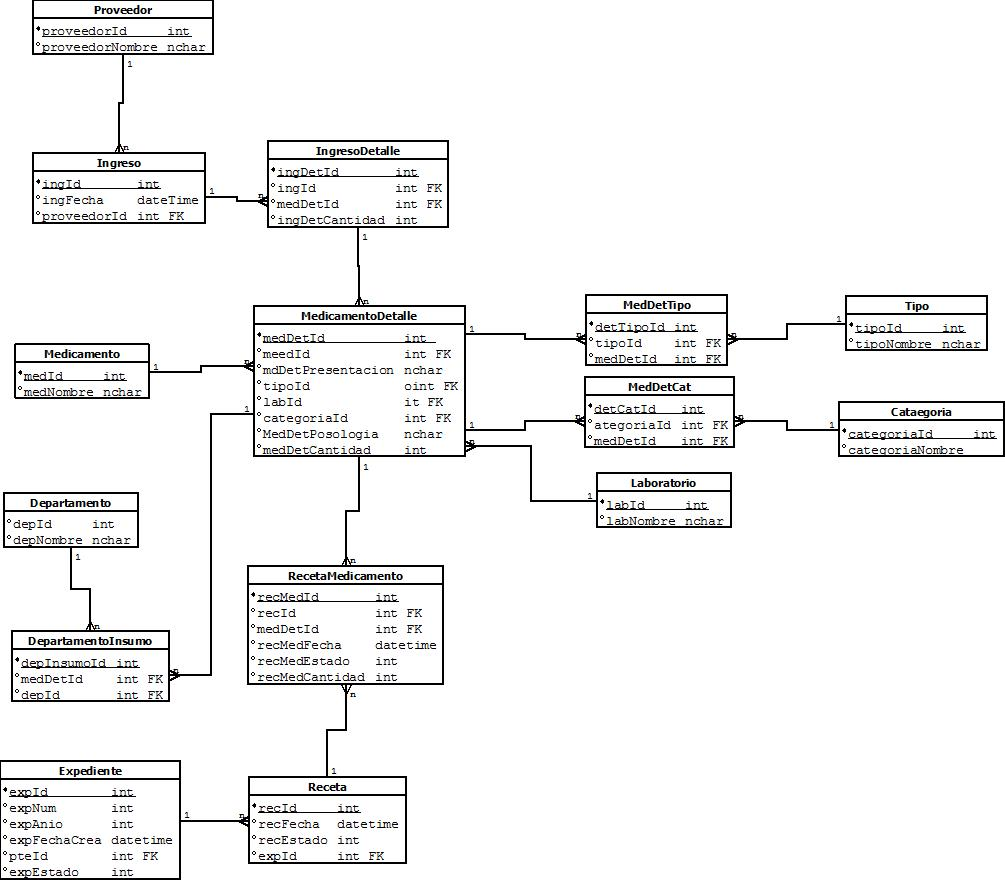 Proveedor
proveedorId int
proveedorNombre nchar
1
n
Ingreso
ingId int
ingFecha dateTime
proveedorId int FK
1
n
IngresoDetalle
ingDetId int
ingId int FK
medDetId int FK
ingDetCantidad int
1
n
MedicamentoDetalle
medDetId int
meedId int FK
mdDetPresentacion nchar
tipoId oint FK
labId it FK
categoriaId int FK
MedDetPosologia nchar
medDetCantidad int
Medicamento
medId int
medNombre nchar
1
n
1
1
n
MedDetTipo
detTipoId int
tipoId int FK
medDetId int FK
n
1
Tipo
tipoId int
tipoNombre nchar
1
n
MedDetCat
detCatId int
ategoriaId int FK
medDetId int FK
n
1
Cataegoria
categoriaId int
categoriaNombre
n
1
Laboratorio
labId int
labNombre nchar
Departamento
depId int
depNombre nchar
1
n
DepartamentoInsumo
depInsumoId int
medDetId int FK
depId int FK
n
1
n
RecetaMedicamento
recMedId int
recId int FK
medDetId int FK
recMedFecha datetime
recMedEstado int
recMedCantidad int
n
1
Expediente
expId int
expNum int
expAnio int
expFechaCrea datetime
pteId int FK
expEstado int
1
n
Receta
recId int
recFecha datetime
recEstado int
expId int FK